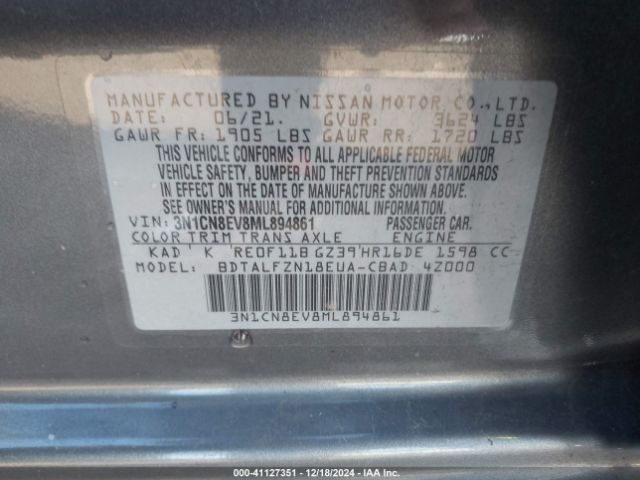 MANUFACTURED BY NISSAN MOTOR CO., LTD.
DATE: 06/21. GVWR: 3624 LBS
GAWR FR: 1905 LBS GAWR RR: 1720 LBS
THIS VEHICLE CONFORMS TO ALL APPLICABLE FEDERAL MOTOR
VEHICLE SAFETY, BUMPER AND THEFT PREVENTION STANDARDS
IN EFFECT ON THE DATE OF MANUFACTURE SHOWN ABOVE.
SEE OWNER'S MANUAL FOR ADDITIONAL INFORMATION.
VIN: 3N1CN8EV8ML894861 PASSENGER CAR.
COLOR TRIM TRANS AXLE ENGINE
KAD K RE0F11B GZ39 HR16DE 1598 CC
MODEL: BDTALFZN18EUA-CBAD 4Z000
3N1CN8EV8ML894861
000-41127351 | 12/18/2024 | Copart, Inc.